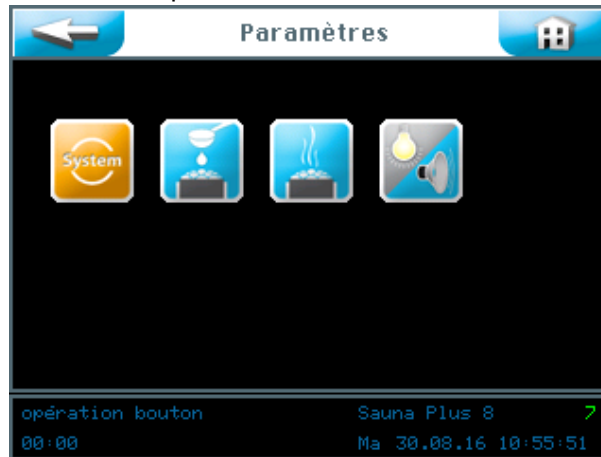 Paramètres
System
opération bouton Sauna Plus 8 7
00:00 Ma 30.08.16 10:55:51